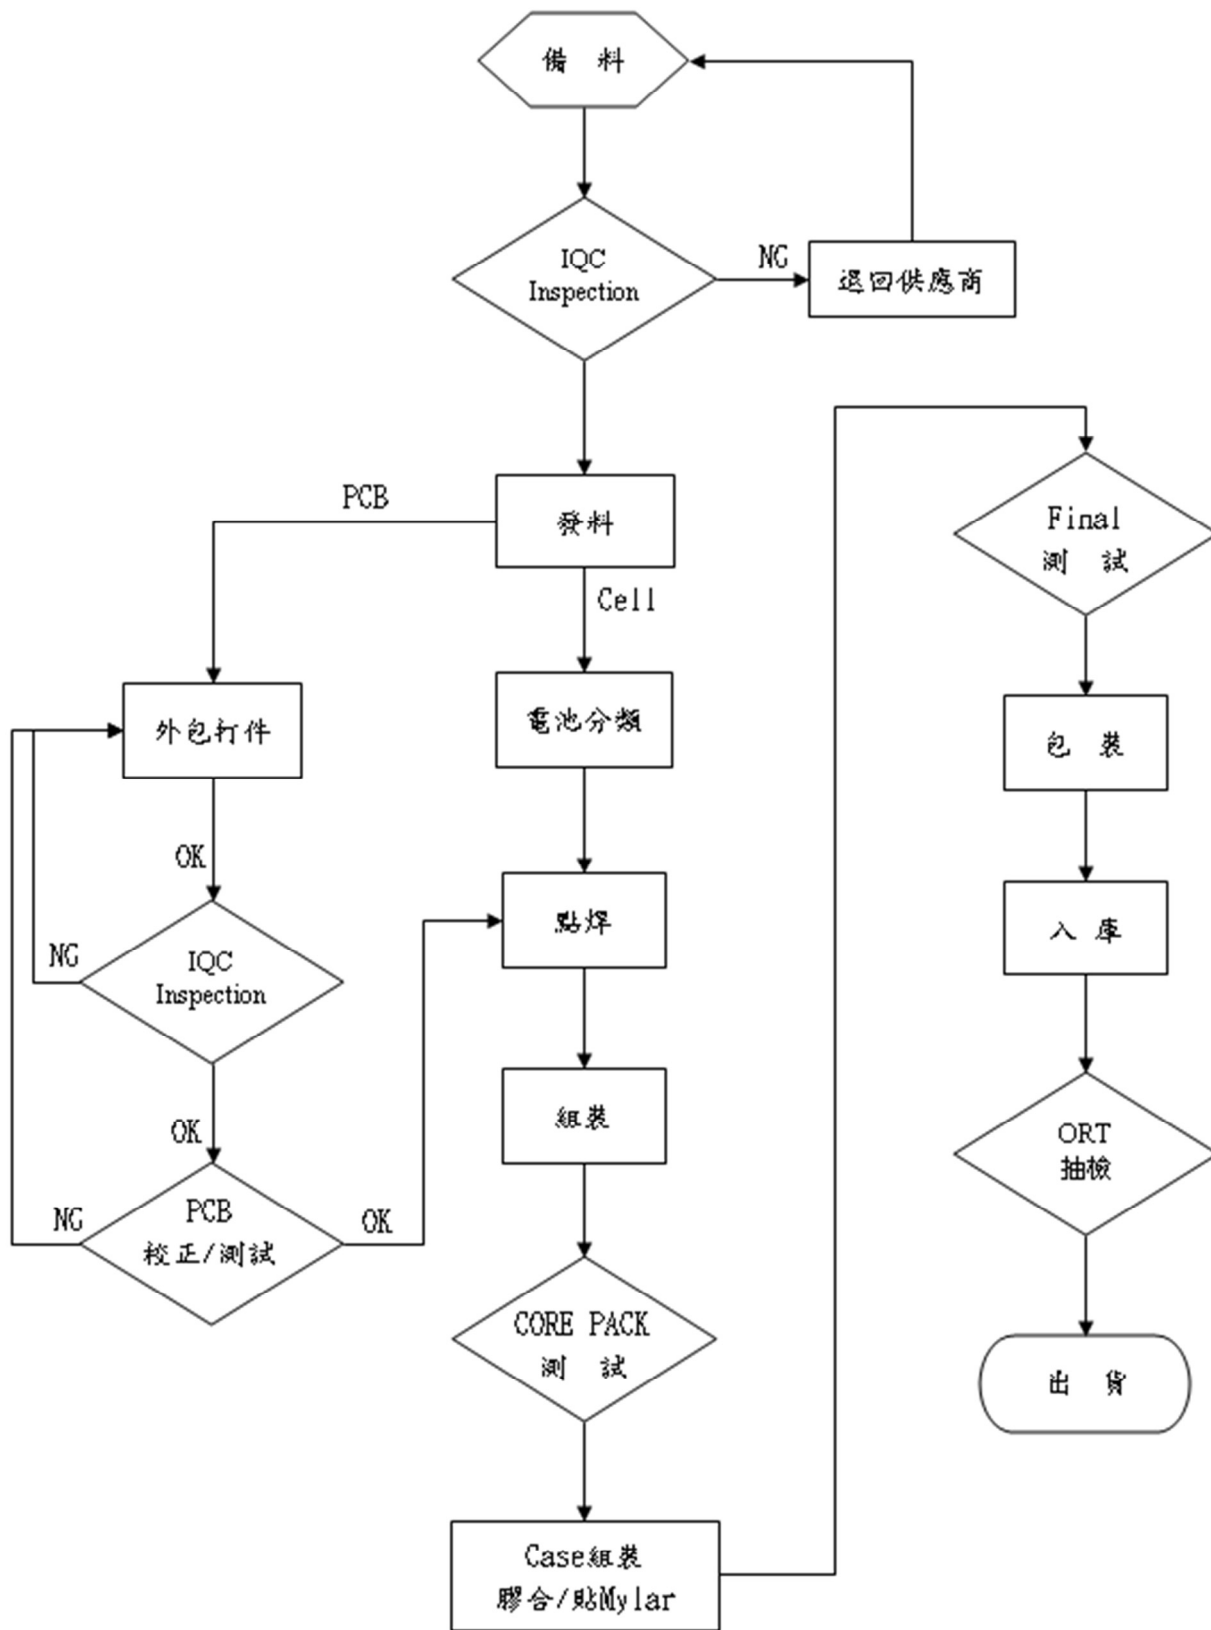 備 料
IQC
Inspection
NG
退回供應商
PCB
發料
Cell
外包打件
電池分類
OK
NG
IQC
Inspection
點焊
OK
組裝
NG
PCB
校正/測試
OK
CORE PACK
測 試
Case組裝
膠合/貼Mylar
Final
測 試
包 裝
入 庫
ORT
抽檢
出 貨